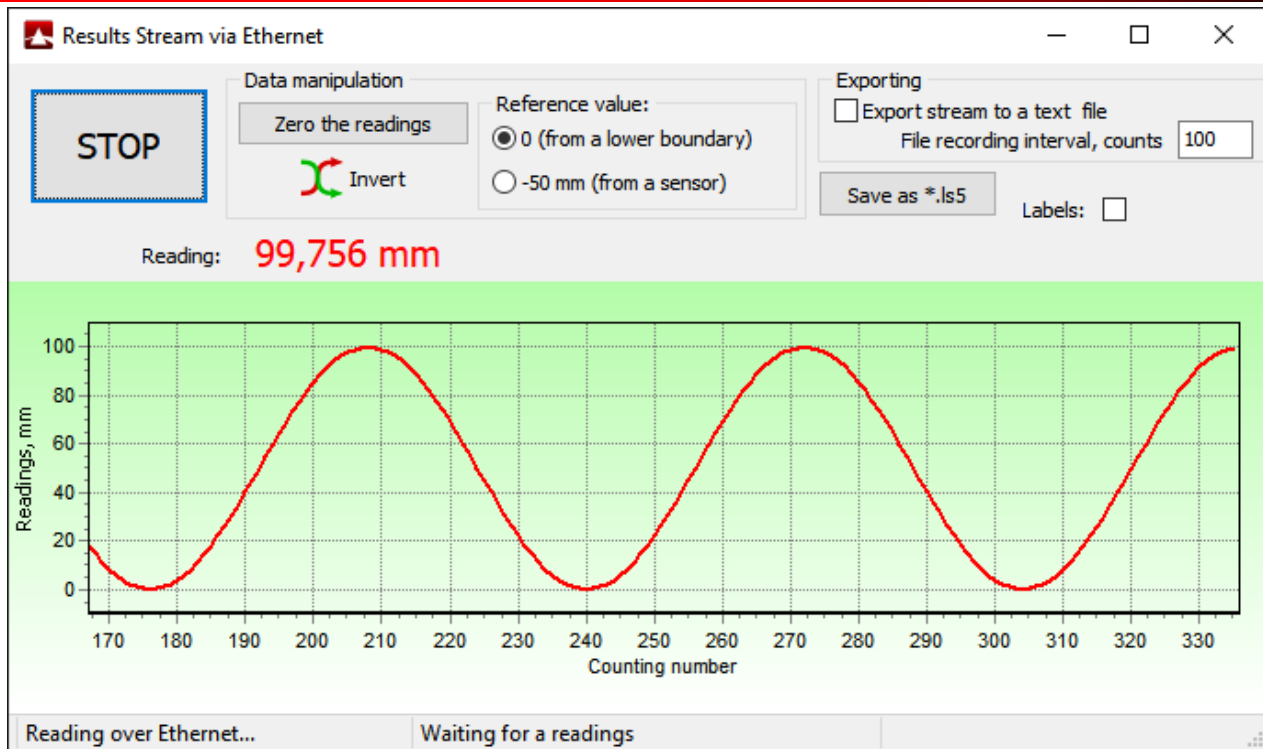 Results Stream via Ethernet
STOP
Data manipulation
Zero the readings
Invert
Reference value:
0 (from a lower boundary)
-50 mm (from a sensor)
Exporting
Export stream to a text file
File recording interval, counts 100
Save as *.ls5
Labels:
Reading: 99,756 mm
Readings, mm
100
80
60
40
20
0
170 180 190 200 210 220 230 240 250 260 270 280 290 300 310 320 330
Counting number
Reading over Ethernet... Waiting for a readings